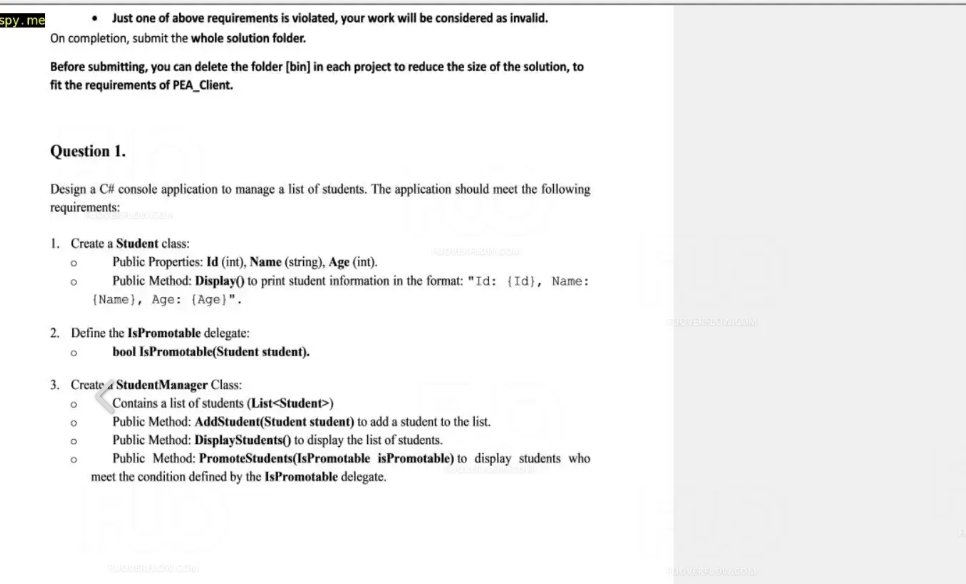 spy.me
• Just one of above requirements is violated, your work will be considered as invalid.
On completion, submit the whole solution folder.
Before submitting, you can delete the folder [bin] in each project to reduce the size of the solution, to
fit the requirements of PEA_Client.
Question 1.
Design a C# console application to manage a list of students. The application should meet the following
requirements:
1. Create a Student class:
o Public Properties: Id (int), Name (string), Age (int).
o Public Method: Display() to print student information in the format: "Id: {Id}, Name:
{Name}, Age: {Age}".
2. Define the IsPromotable delegate:
o bool IsPromotable(Student student).
3. Create a StudentManager Class:
o Contains a list of students (List<Student>)
o Public Method: AddStudent(Student student) to add a student to the list.
o Public Method: DisplayStudents() to display the list of students.
o Public Method: PromoteStudents(IsPromotable isPromotable) to display students who
meet the condition defined by the IsPromotable delegate.